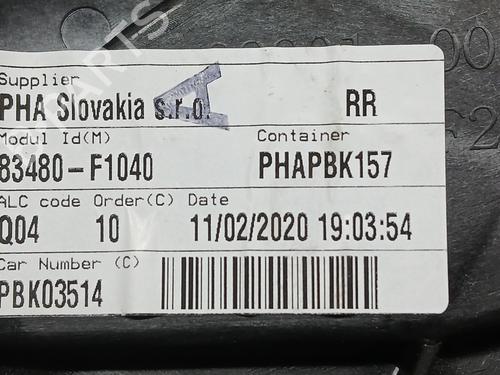 Supplier
PHA Slovakia s.r.o.
RR
Modul Id(M)
Container
83480-F1040
PHAPBK157
ALC code Order(C) Date
Q04 10 11/02/2020 19:03:54
Car Number (C)
PBK03514
A